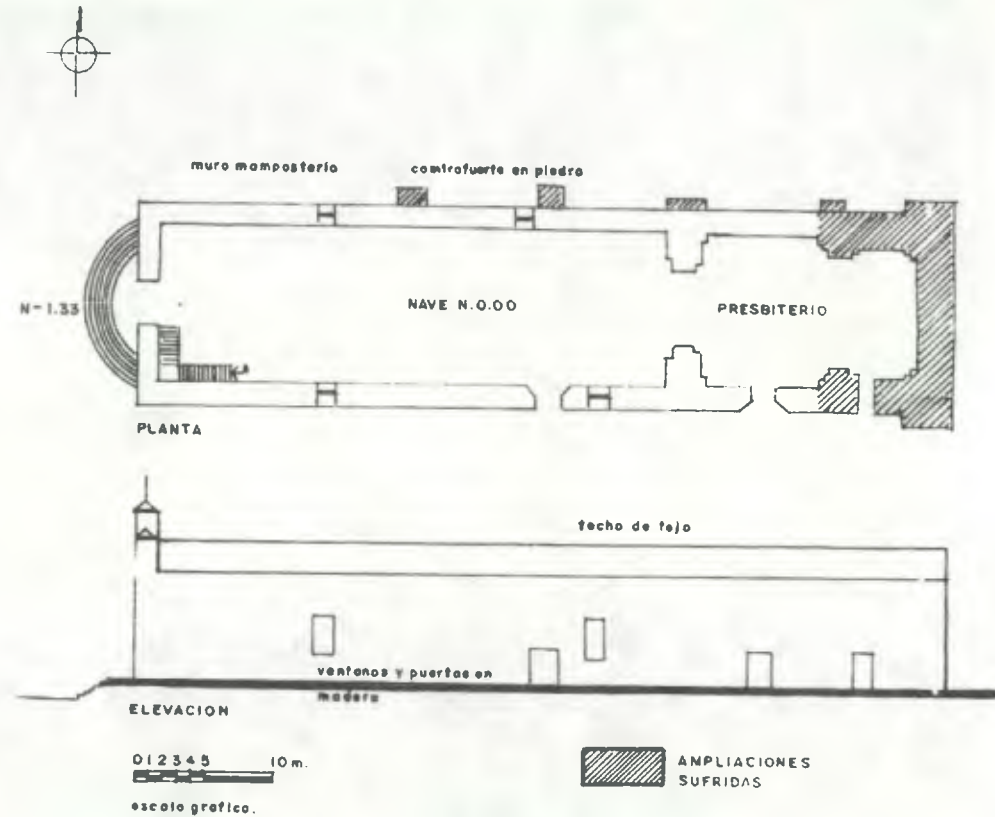 muro mampostería
contrafuerte en piedra
N-1.33
NAVE N.0.00
PRESBITERIO
PLANTA
techo de teja
ventanas y puertas en
madera
ELEVACION
0 1 2 3 4 5 10 m.
escala grafica.
AMPLIACIONES
SUFRIDAS